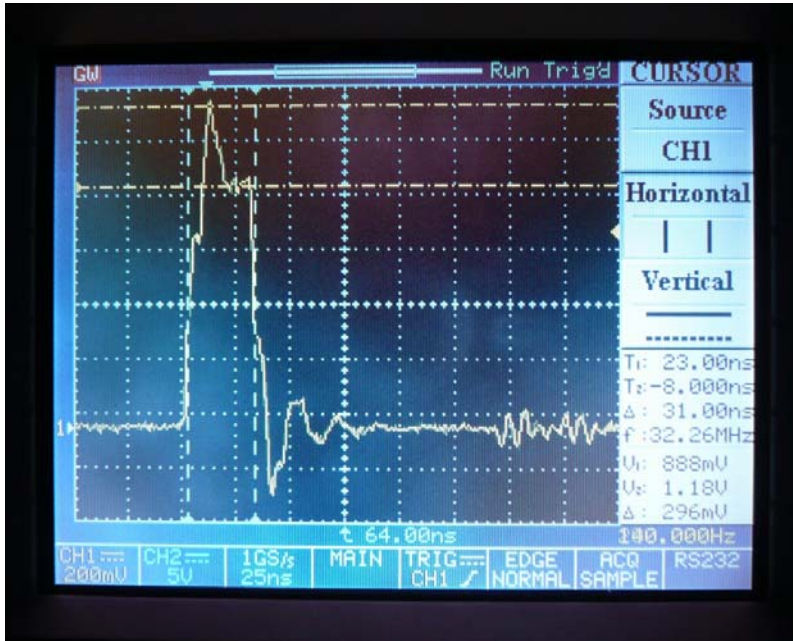 GW
Run Trig'd
CURSOR
Source
CH1
Horizontal
Vertical
T₁: 23.00ns
T₂:-8.000ns
Δ : 31.00ns
f :32.26MHz
V₁: 888mV
V₂: 1.18V
Δ : 296mV
1
t 64.00ns
140.000Hz
CH1
200mV
CH2
5V
1GS/s
25ns
MAIN
TRIG
CH1
EDGE
NORMAL
ACQ
SAMPLE
RS232